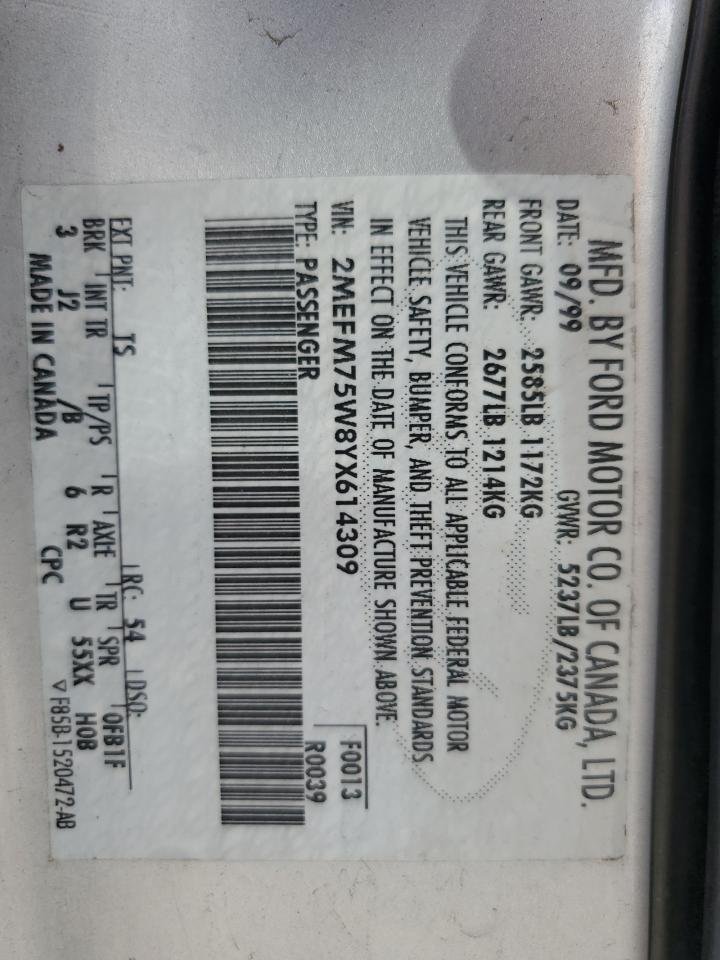 MFD. BY FORD MOTOR CO. OF CANADA, LTD.
DATE: 09/99 GVWR: 5237LB/2375KG
FRONT GAWR: 2585LB 1172KG
REAR GAWR: 2677LB 1214KG
THIS VEHICLE CONFORMS TO ALL APPLICABLE FEDERAL MOTOR
VEHICLE SAFETY, BUMPER, AND THEFT PREVENTION STANDARDS
IN EFFECT ON THE DATE OF MANUFACTURE SHOWN ABOVE.
VIN: 2MEFM75W8YX614309 F0013
TYPE: PASSENGER R0039
EXT PNT: TS RC: 54 DSO:
BRK INT TR TP/PS R AXLE TR SPR 0FB1F
3 J2 /B 6 R2 U 55XX H0B
MADE IN CANADA CPC F85B-1520472-AB